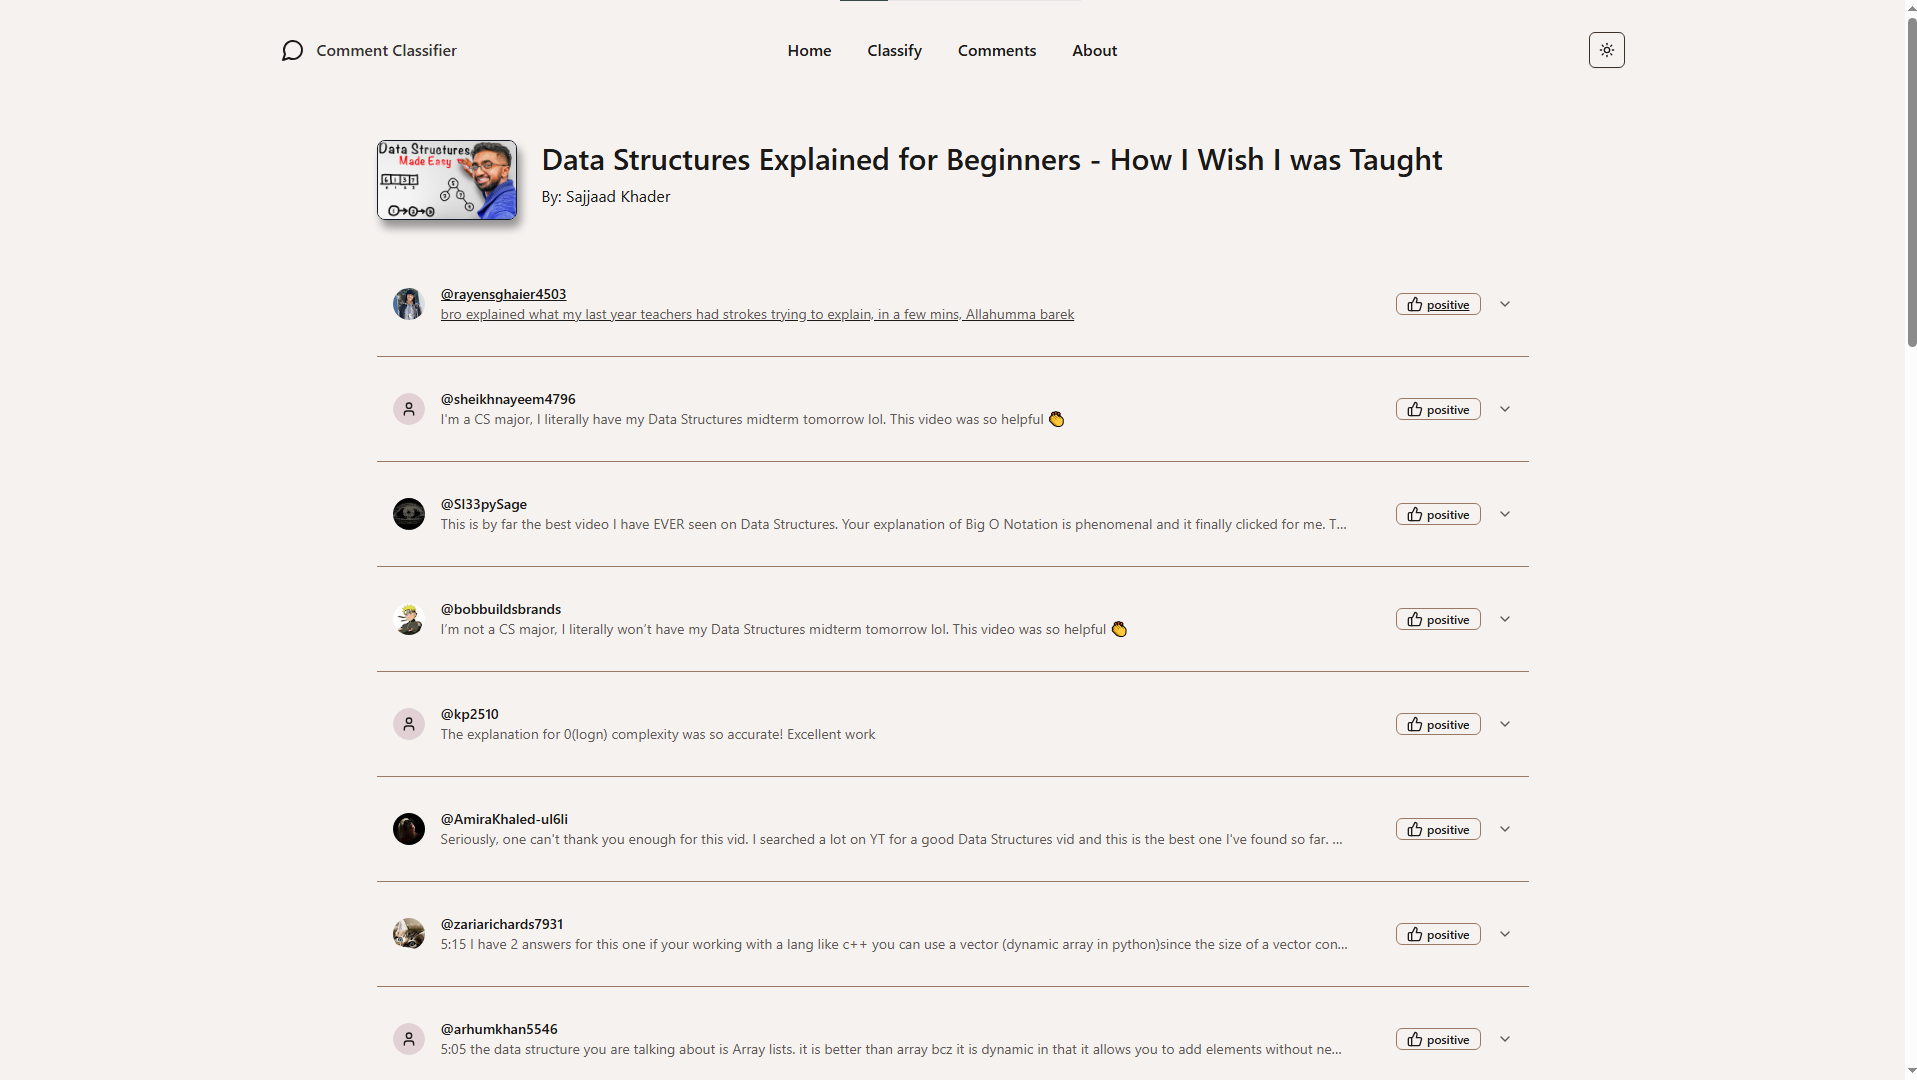 Comment Classifier
Home
Classify
Comments
About
Data Structures
Made Easy
Data Structures Explained for Beginners - How I Wish I was Taught
By: Sajjaad Khader
@rayensghaier4503
bro explained what my last year teachers had strokes trying to explain, in a few mins, Allahumma barek
positive
@sheikhnayeem4796
I'm a CS major, I literally have my Data Structures midterm tomorrow lol. This video was so helpful 👏
positive
@Sl33pySage
This is by far the best video I have EVER seen on Data Structures. Your explanation of Big O Notation is phenomenal and it finally clicked for me. T...
positive
@bobbuildsbrands
I’m not a CS major, I literally won’t have my Data Structures midterm tomorrow lol. This video was so helpful 👏
positive
@kp2510
The explanation for 0(logn) complexity was so accurate! Excellent work
positive
@AmiraKhaled-ul6li
Seriously, one can't thank you enough for this vid. I searched a lot on YT for a good Data Structures vid and this is the best one I've found so far. ...
positive
@zariarichards7931
5:15 I have 2 answers for this one if your working with a lang like c++ you can use a vector (dynamic array in python)since the size of a vector con...
positive
@arhumkhan5546
5:05 the data structure you are talking about is Array lists. it is better than array bcz it is dynamic in that it allows you to add elements without ne...
positive